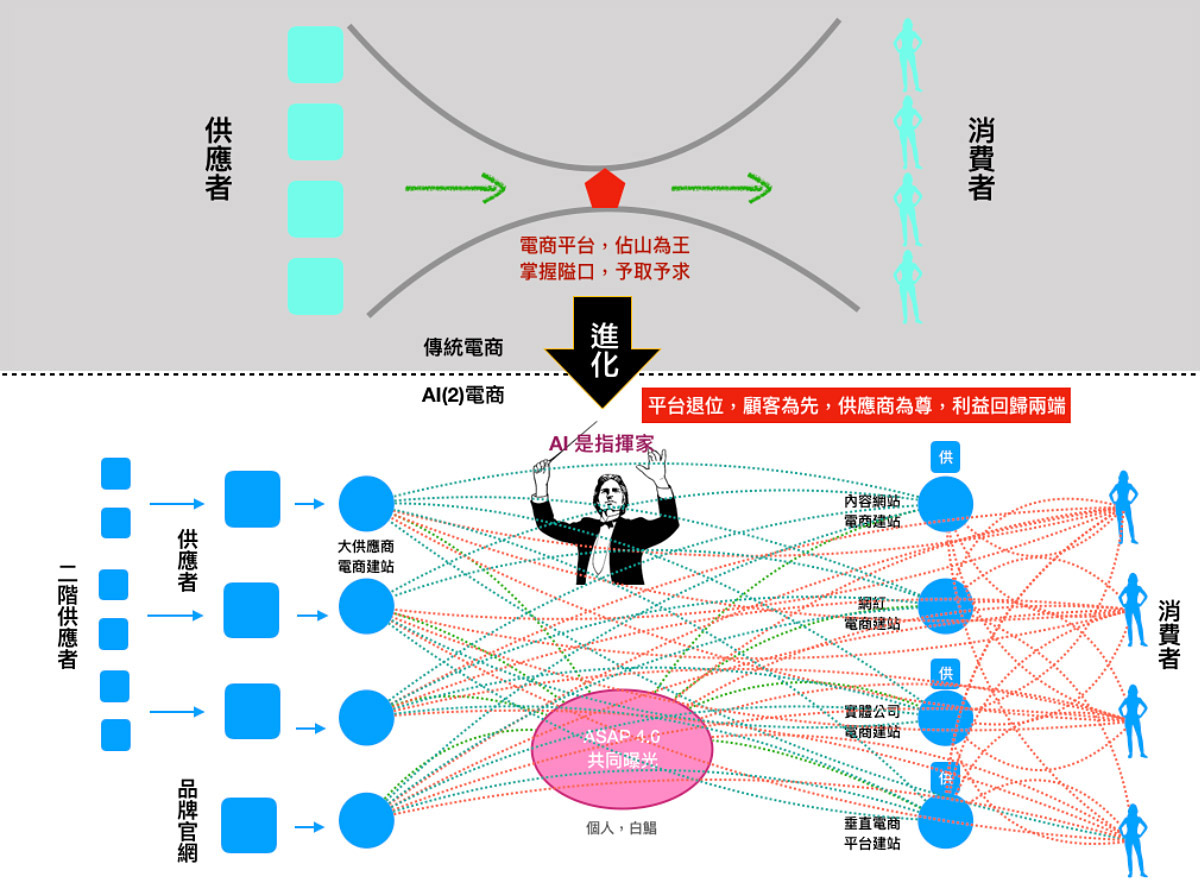 供應者
消費者
電商平台，佔山為王
掌握隘口，予取予求
傳統電商
進化
AI(2)電商
平台退位，顧客為先，供應商為尊，利益回歸兩端
AI 是指揮家
供
內容網站
電商建站
供應者
大供應商
電商建站
二階供應者
網紅
電商建站
消費者
供
實體公司
電商建站
ASAP 4.0
共同曝光
供
品牌官網
個人，白鯧
垂直電商
平台建站